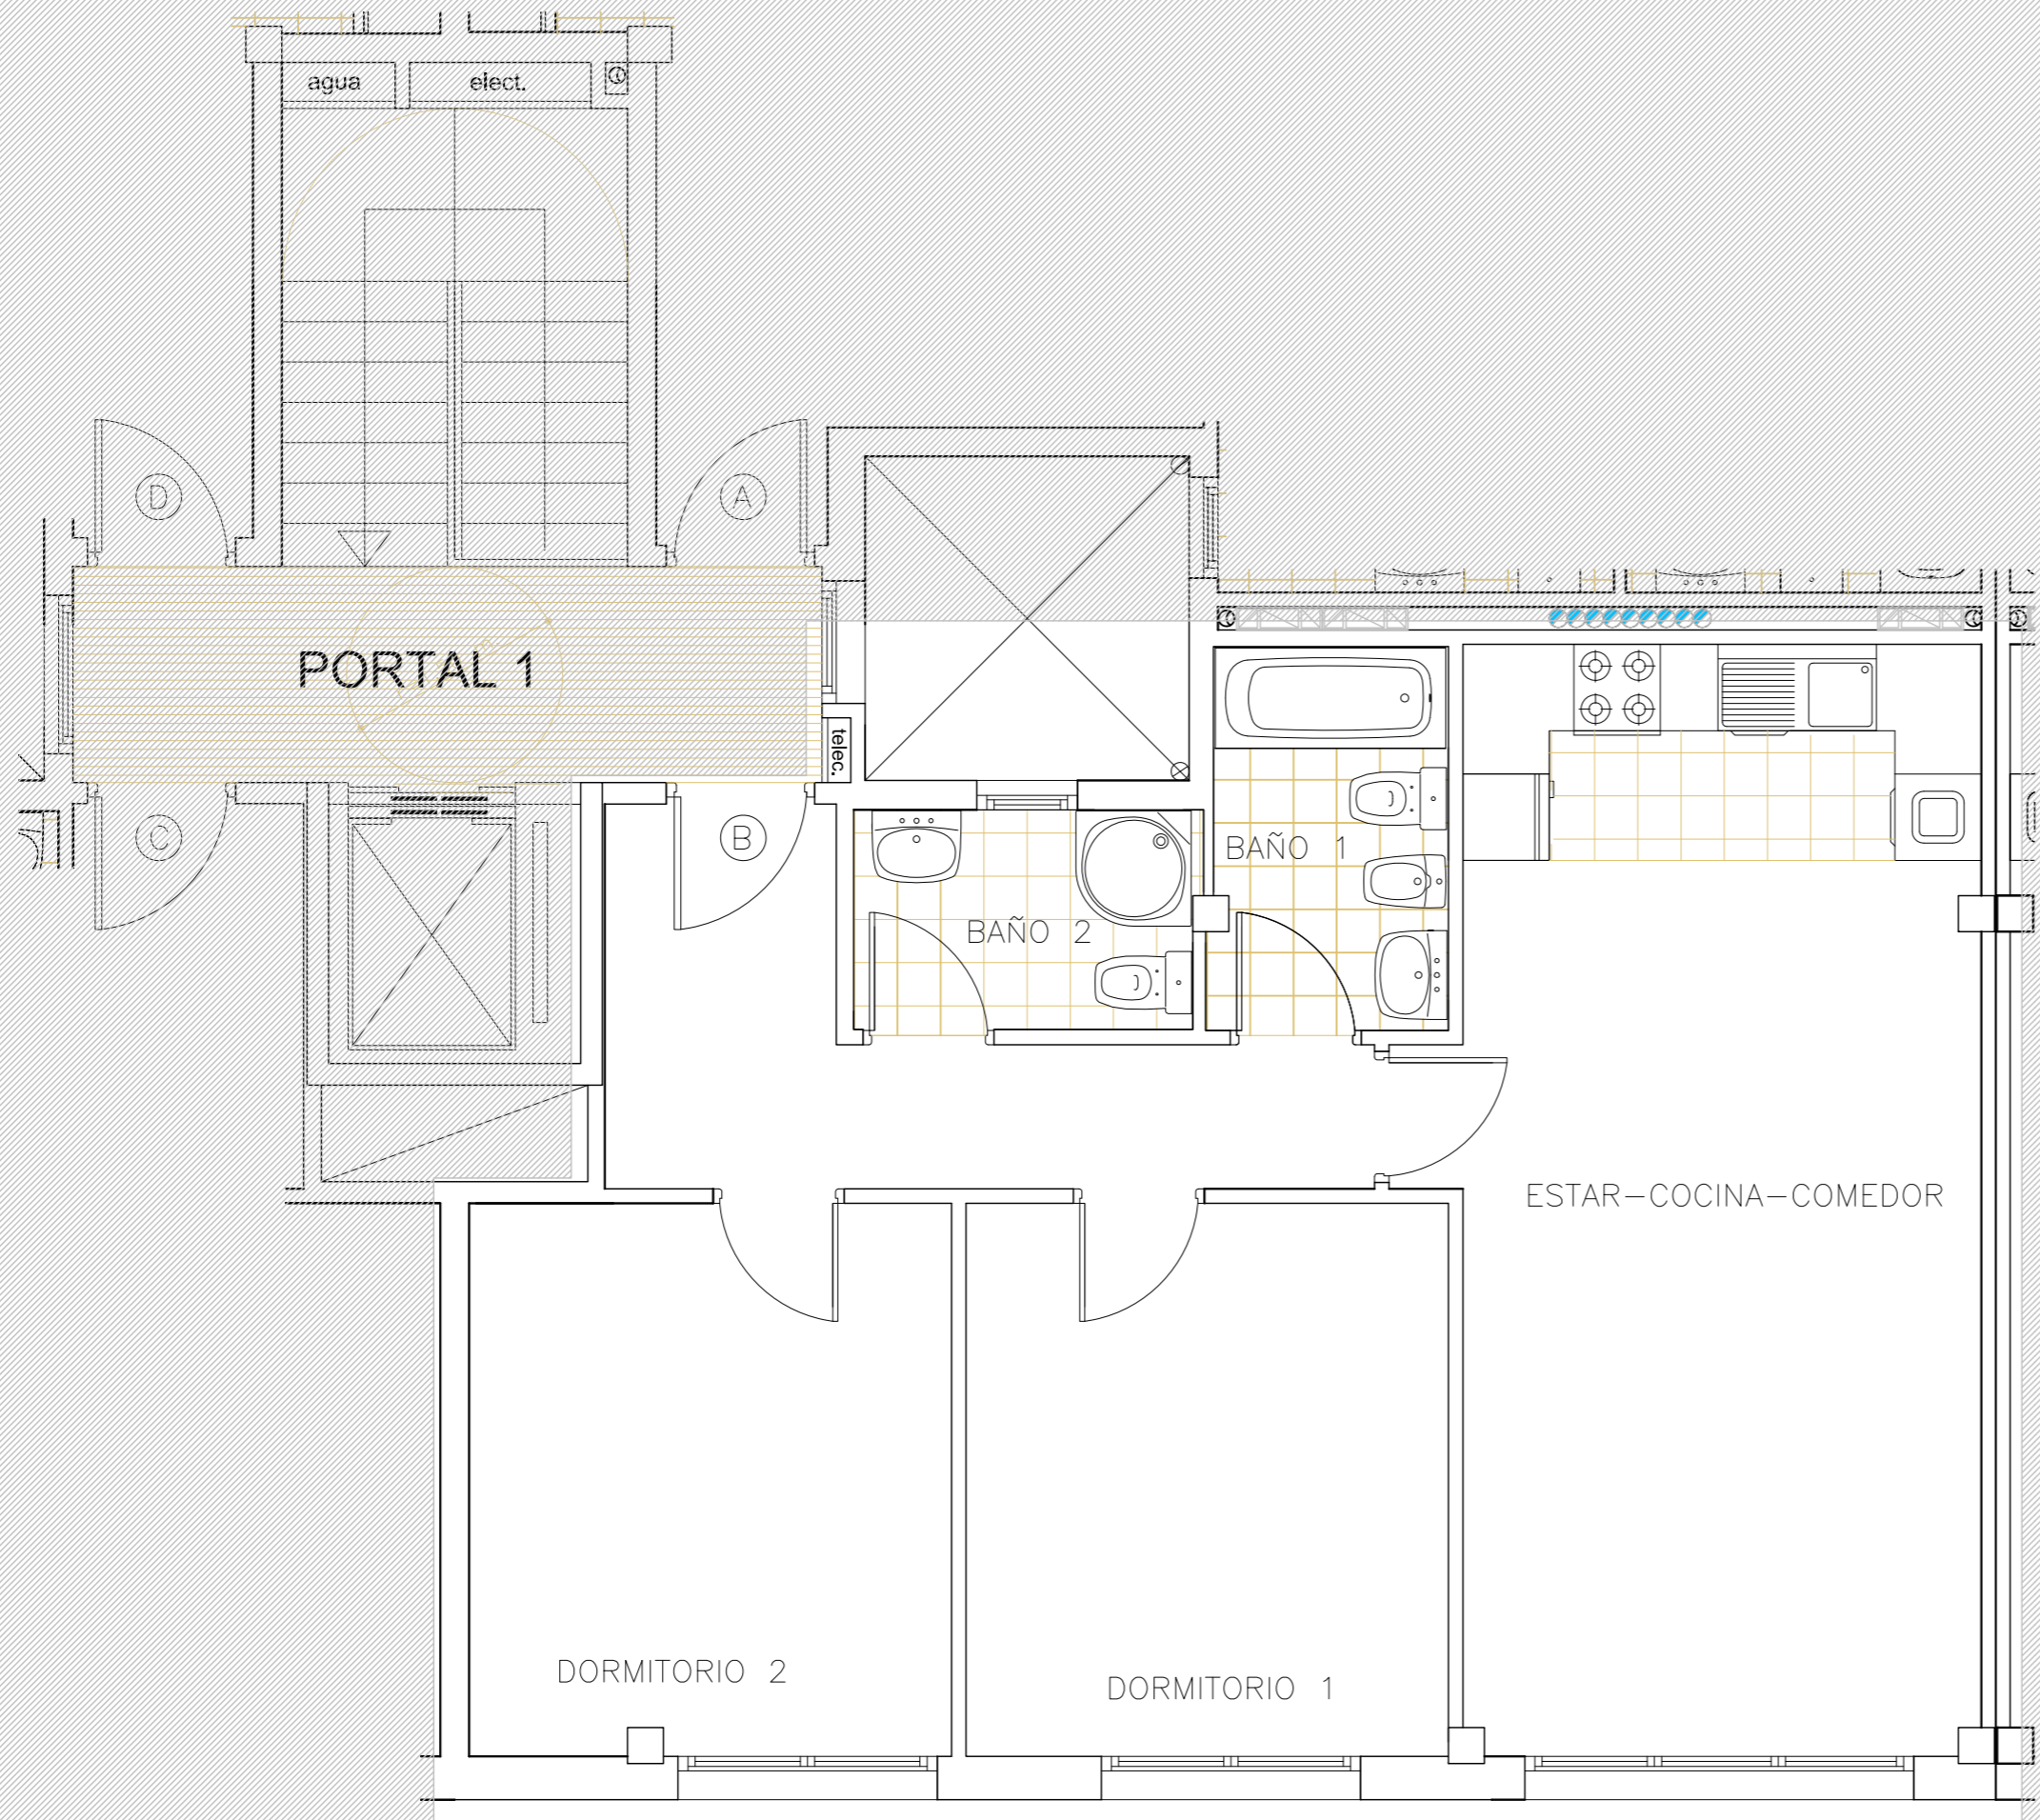 agua
elect.
D
A
PORTAL 1
telec.
C
B
BAÑO 1
BAÑO 2
ESTAR-COCINA-COMEDOR
DORMITORIO 2
DORMITORIO 1